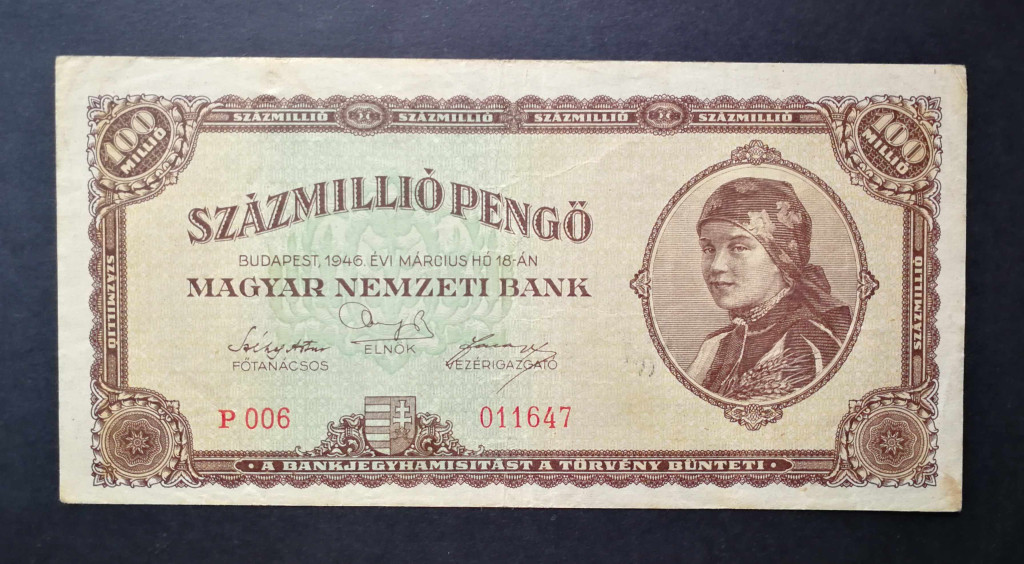 SZÁZMILLIÓ SZÁZMILLIÓ SZÁZMILLIÓ SZÁZMILLIÓ
100 MILLIÓ
100 MILLIÓ
SZÁZMILLIÓ PENGŐ
BUDAPEST, 1946. ÉVI MÁRCIUS HÓ 18-ÁN
MAGYAR NEMZETI BANK
ELNÖK
FŐTANÁCSOS
VEZÉRIGAZGATÓ
SZÁZMILLIÓ
SZÁZMILLIÓ
P 006
011647
· A BANKJEGYHAMISITÁST A TÖRVÉNY BÜNTETI ·